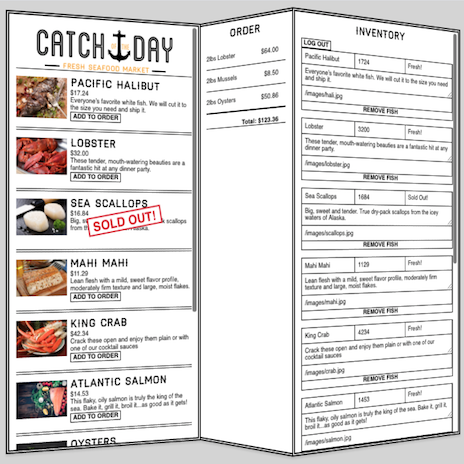 CATCH OF THE DAY
FRESH SEAFOOD MARKET
PACIFIC HALIBUT
$17.24
Everyone's favorite white fish. We will cut it to
the size you need and ship it.
ADD TO ORDER
LOBSTER
$32.00
These tender, mouth-watering beauties are a
fantastic hit at any dinner party.
ADD TO ORDER
SEA SCALLOPS
$16.84
Big, scallops
from
SOLD OUT!
MAHI MAHI
$11.29
Lean flesh with a mild, sweet flavor profile,
moderately firm texture and large, moist flakes.
ADD TO ORDER
KING CRAB
$42.34
Crack these open and enjoy them plain or with
one of our cocktail sauces
ADD TO ORDER
ATLANTIC SALMON
$14.53
This flaky, oily salmon is truly the king of the
sea. Bake it, grill it, broil it...as good as it gets!
ADD TO ORDER
OYSTERS
ORDER
2lbs Lobster $64.00
2lbs Mussels $8.50
2lbs Oysters $50.86
Total: $123.36
INVENTORY
LOG OUT
Pacific Halibut 1724 Fresh!
Everyone's favorite white fish. We will cut it to the size you need
and ship it.
/images/hali.jpg
REMOVE FISH
Lobster 3200 Fresh!
These tender, mouth-watering beauties are a fantastic hit at any
dinner party.
/images/lobster.jpg
REMOVE FISH
Sea Scallops 1684 Sold Out!
Big, sweet and tender. True dry-pack scallops from the icey
waters of Alaska.
/images/scallops.jpg
REMOVE FISH
Mahi Mahi 1129 Fresh!
Lean flesh with a mild, sweet flavor profile, moderately firm
texture and large, moist flakes.
/images/mahi.jpg
REMOVE FISH
King Crab 4234 Fresh!
Crack these open and enjoy them plain or with one of our
cocktail sauces
/images/crab.jpg
REMOVE FISH
Atlantic Salmon 1453 Fresh!
This flaky, oily salmon is truly the king of the sea. Bake it, grill it,
broil it...as good as it gets!
/images/salmon.jpg